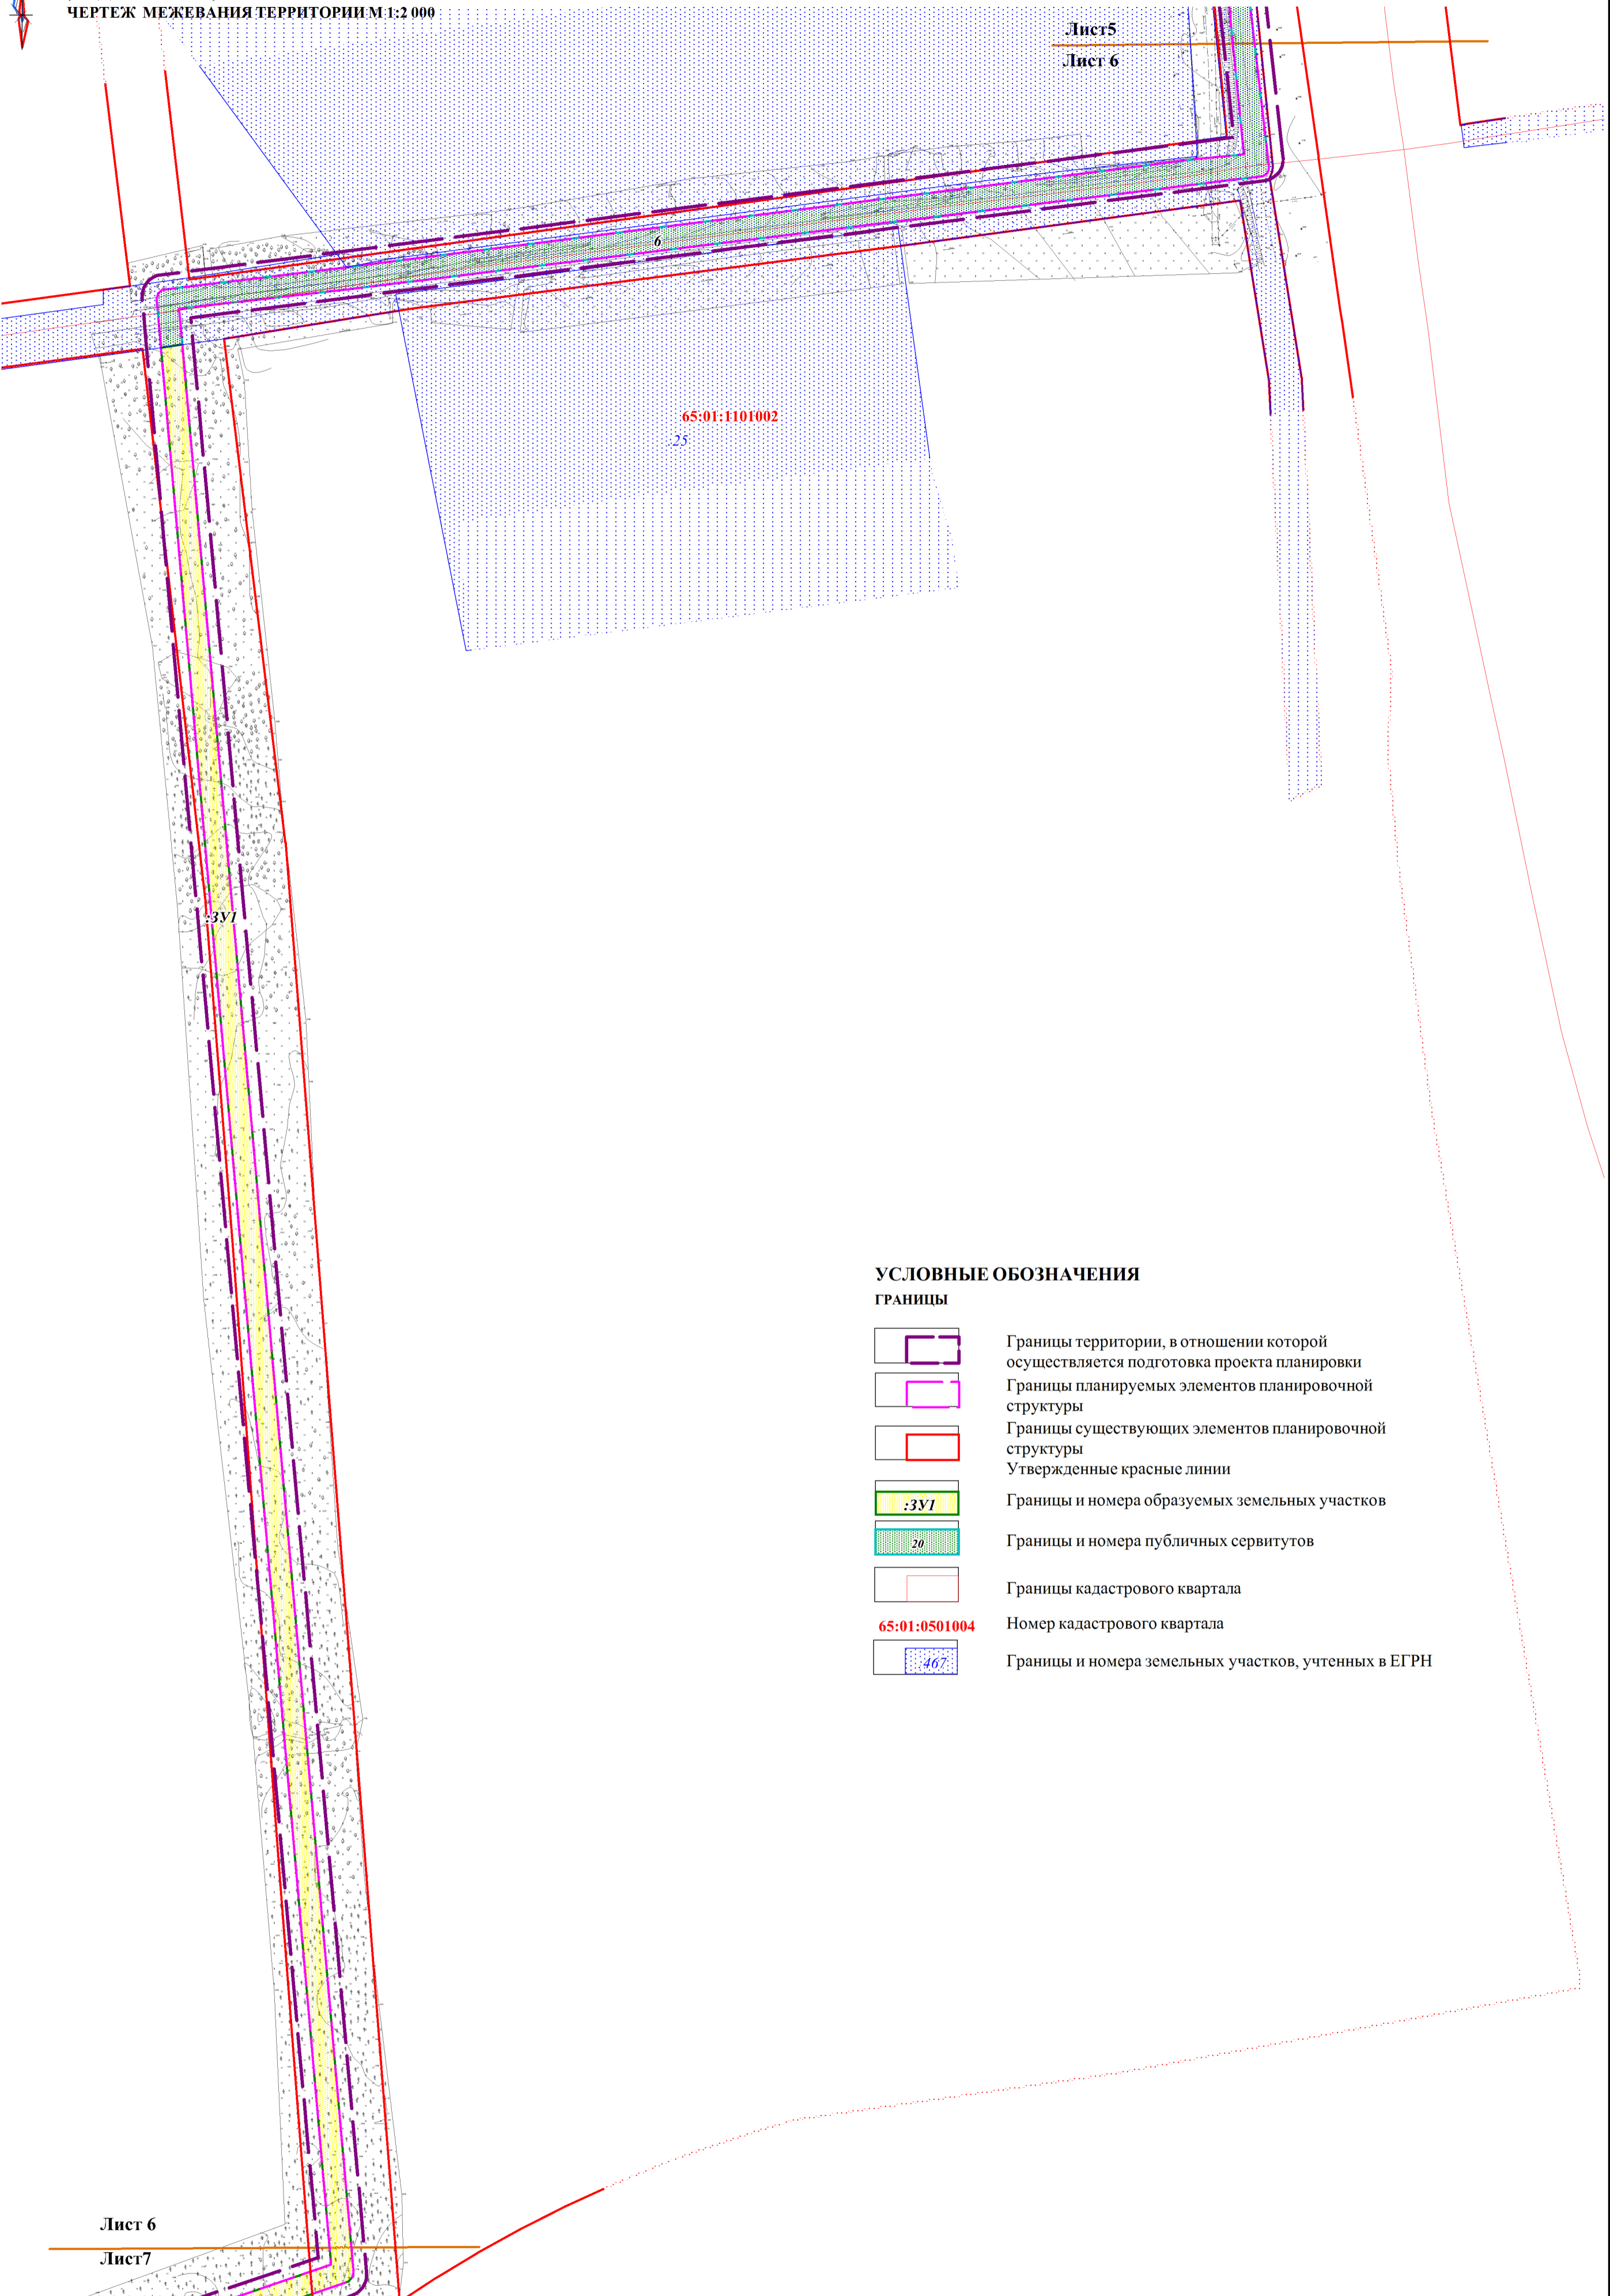 ЧЕРТЕЖ МЕЖЕВАНИЯ ТЕРРИТОРИИ М 1:2 000
Лист5
Лист 6
6
65:01:1101002
:25
:ЗУ1
УСЛОВНЫЕ ОБОЗНАЧЕНИЯ
ГРАНИЦЫ
Границы территории, в отношении которой
осуществляется подготовка проекта планировки
Границы планируемых элементов планировочной
структуры
Границы существующих элементов планировочной
структуры
Утвержденные красные линии
:ЗУ1 Границы и номера образуемых земельных участков
20 Границы и номера публичных сервитутов
Границы кадастрового квартала
65:01:0501004 Номер кадастрового квартала
:467 Границы и номера земельных участков, учтенных в ЕГРН
Лист 6
Лист7